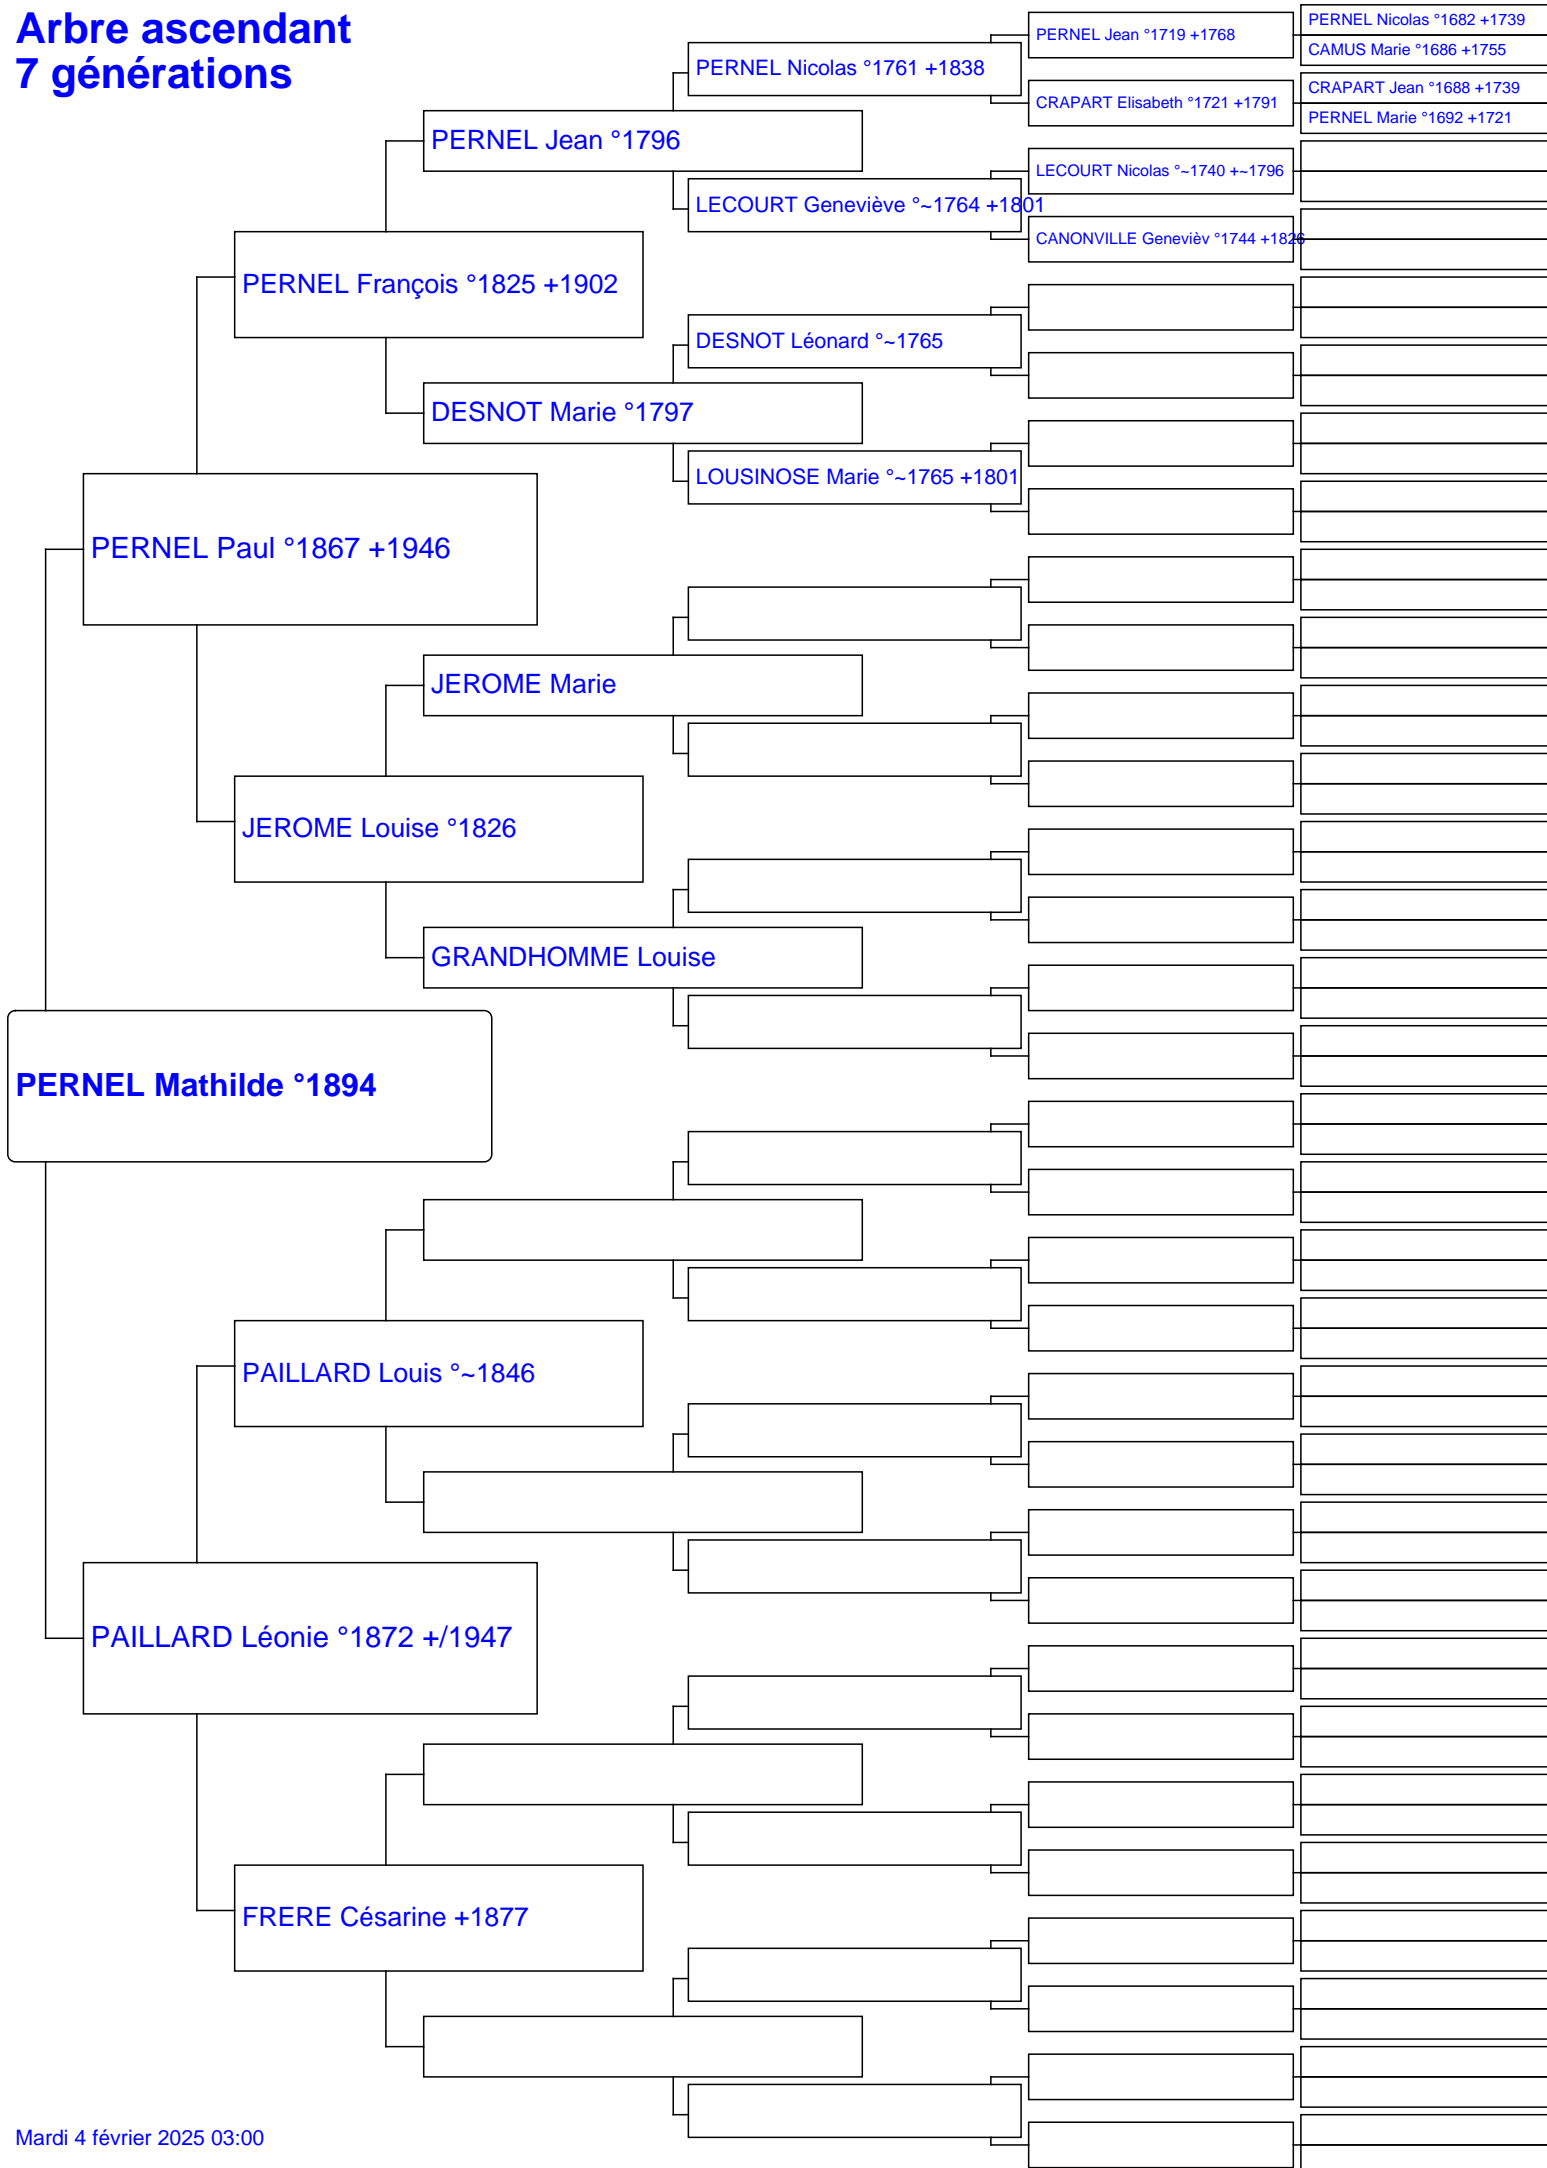 Arbre ascendant
7 générations
PERNEL Nicolas °1682 +1739
PERNEL Jean °1719 +1768
CAMUS Marie °1686 +1755
PERNEL Nicolas °1761 +1838
CRAPART Jean °1688 +1739
CRAPART Elisabeth °1721 +1791
PERNEL Marie °1692 +1721
PERNEL Jean °1796
LECOURT Nicolas °~1740 +~1796
LECOURT Geneviève °~1764 +1801
CANONVILLE Genevièv °1744 +1826
PERNEL François °1825 +1902
DESNOT Léonard °~1765
DESNOT Marie °1797
LOUSINOSE Marie °~1765 +1801
PERNEL Paul °1867 +1946
JEROME Marie
JEROME Louise °1826
GRANDHOMME Louise
PERNEL Mathilde °1894
PAILLARD Louis °~1846
PAILLARD Léonie °1872 +/1947
FRERE Césarine +1877
Mardi 4 février 2025 03:00